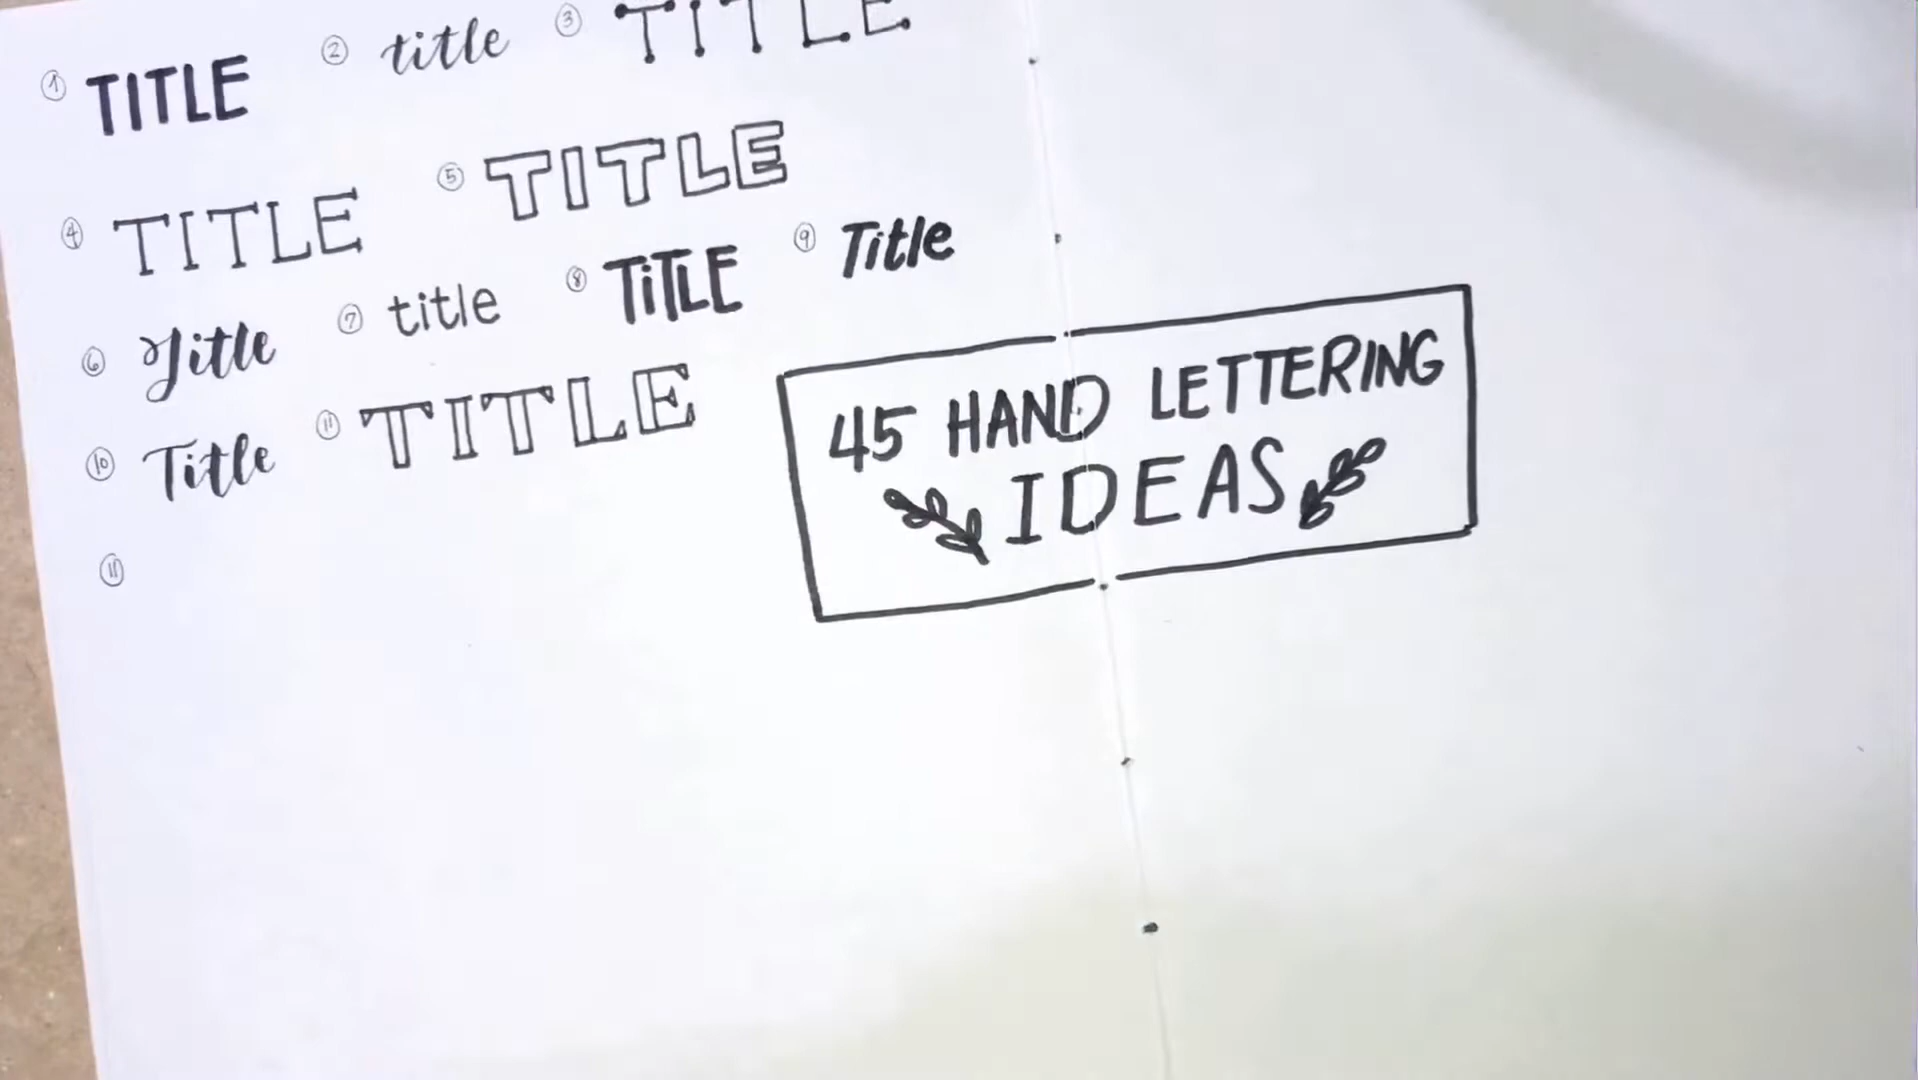 ① TITLE ② title ③ TITLE
④ TITLE ⑤ TITLE
⑥ Title ⑦ title ⑧ TiTLE ⑨ Title
⑩ Title ⑪ TITLE
⑪
45 HAND LETTERING
IDEAS